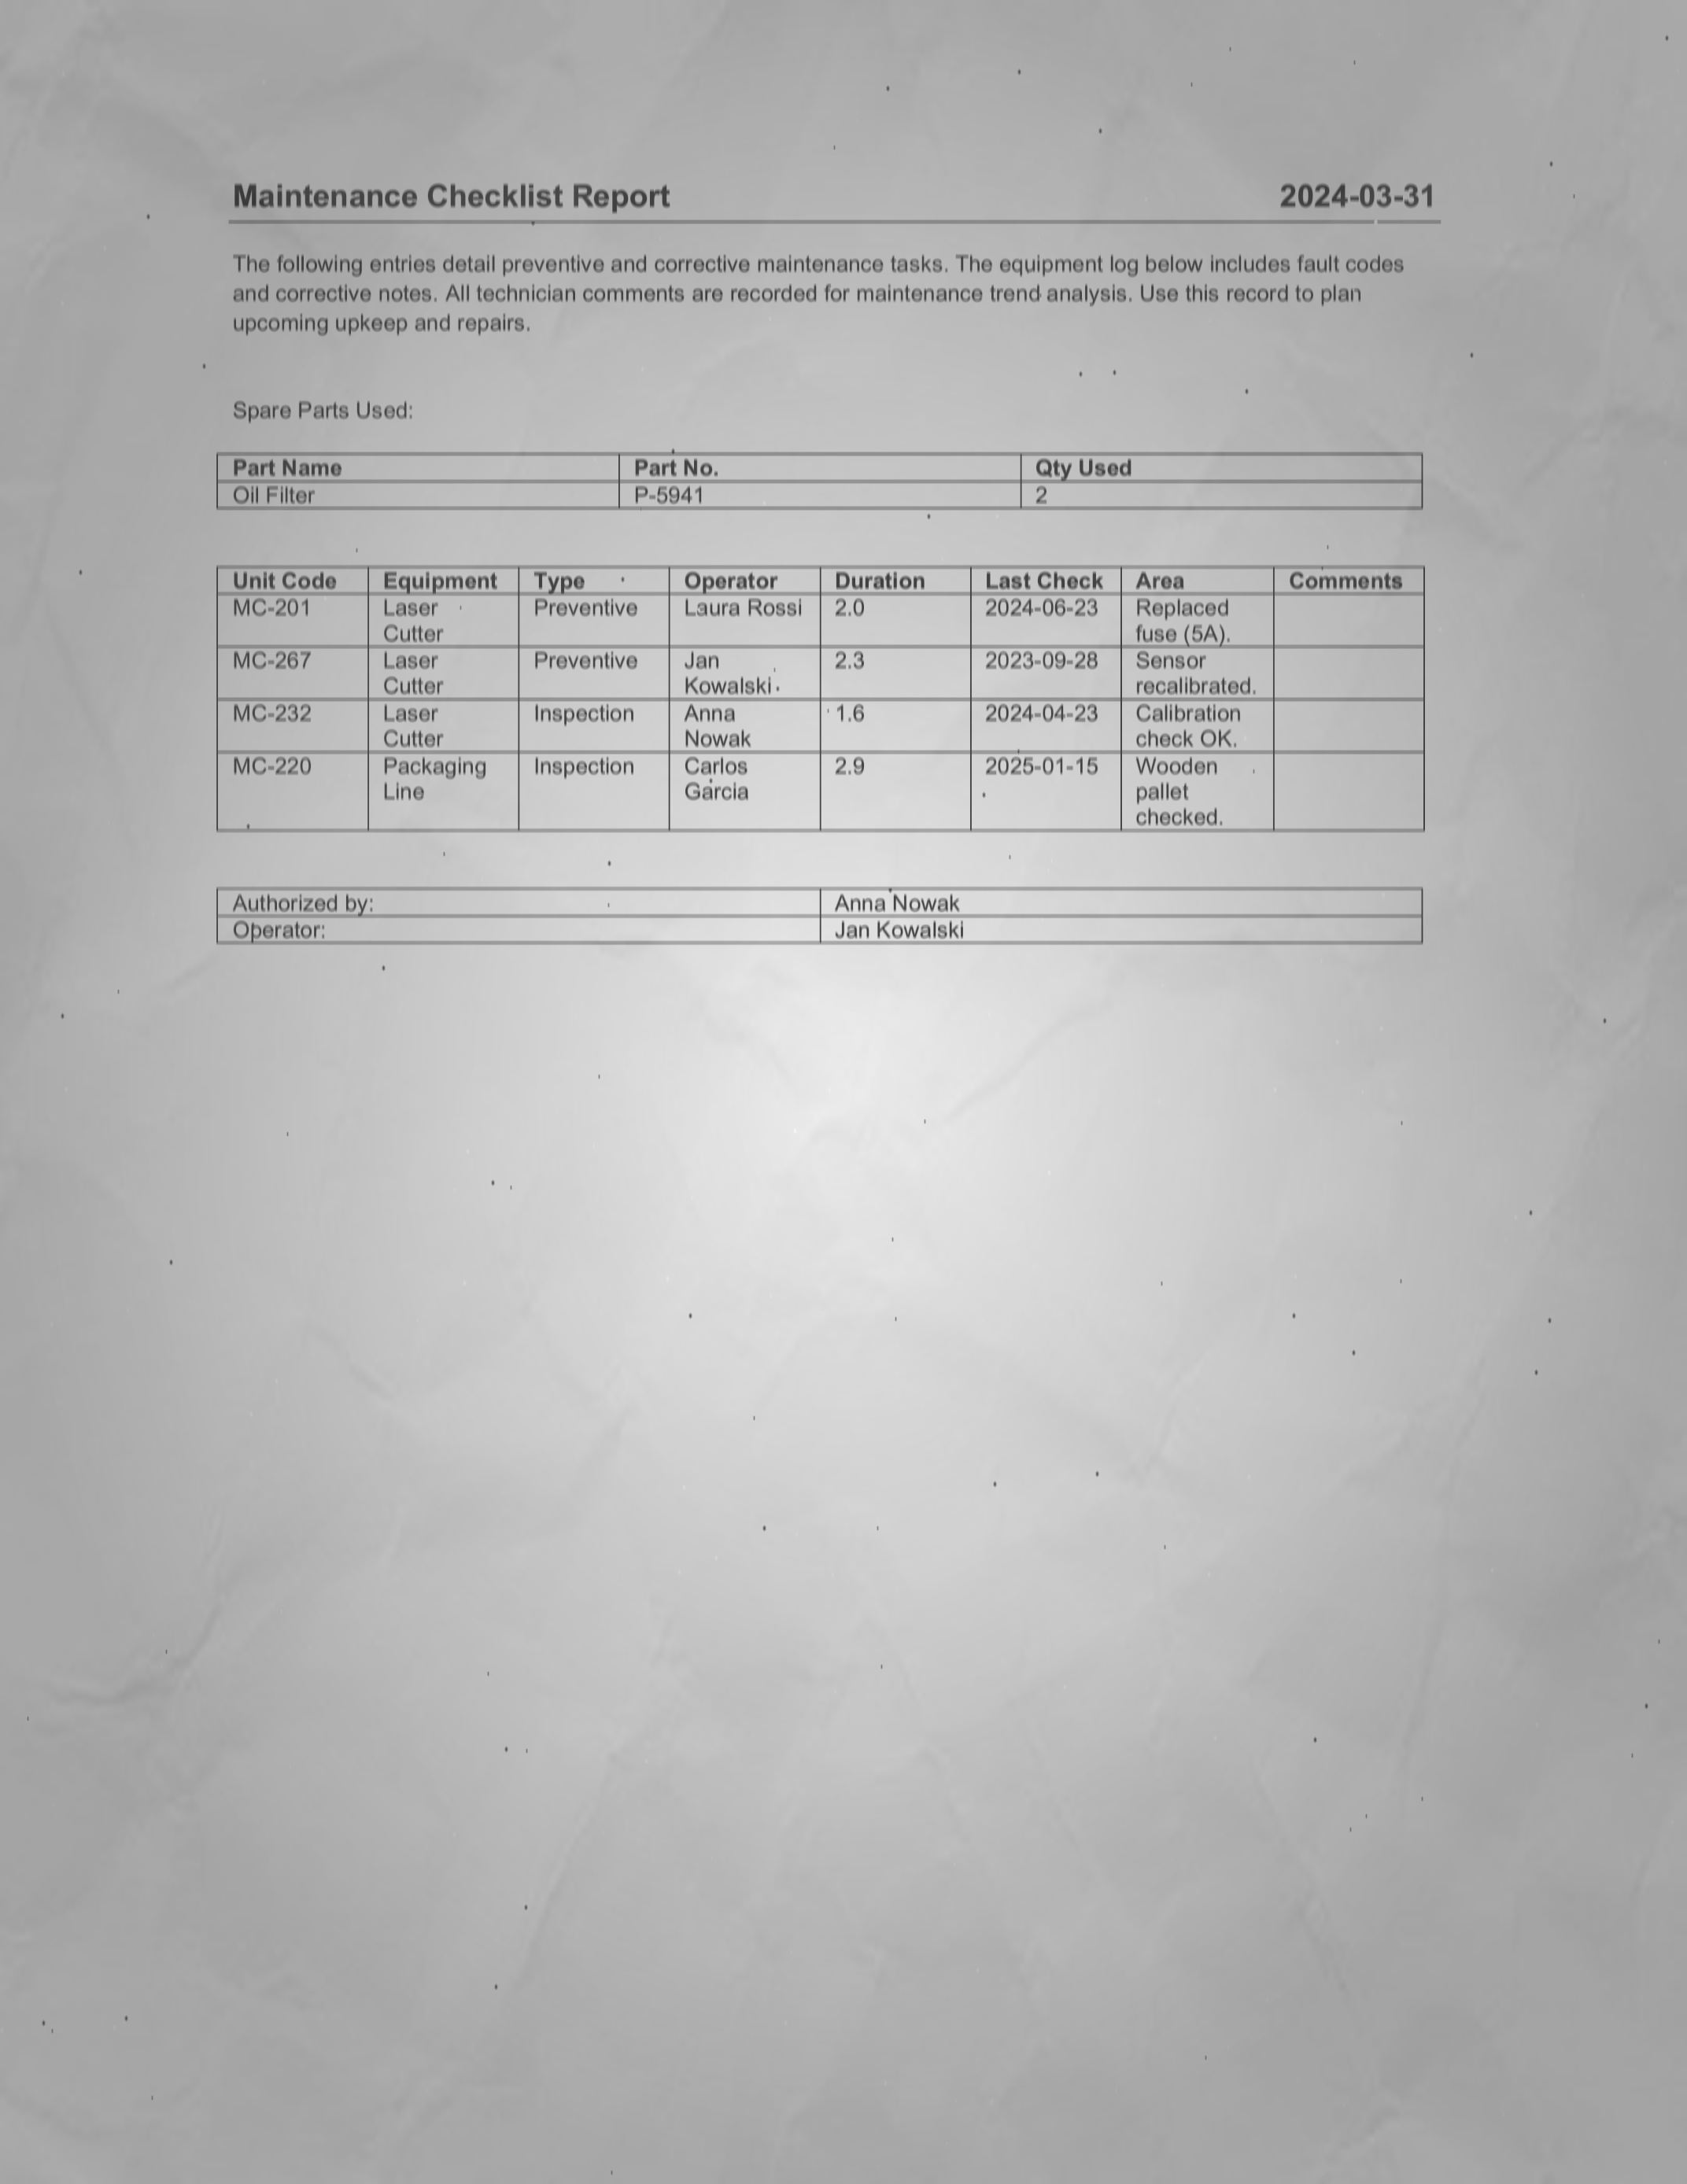 Maintenance Checklist Report 2024-03-31
The following entries detail preventive and corrective maintenance tasks. The equipment log below includes fault codes
and corrective notes. All technician comments are recorded for maintenance trend analysis. Use this record to plan
upcoming upkeep and repairs.
Spare Parts Used:
Part Name Part No. Qty Used
Oil Filter P-5941 2
Unit Code Equipment Type Operator Duration Last Check Area Comments
MC-201 Laser Preventive Laura Rossi 2.0 2024-06-23 Replaced
Cutter fuse (5A).
MC-267 Laser Preventive Jan 2.3 2023-09-28 Sensor
Cutter Kowalski recalibrated.
MC-232 Laser Inspection Anna 1.6 2024-04-23 Calibration
Cutter Nowak check OK.
MC-220 Packaging Inspection Carlos 2.9 2025-01-15 Wooden
Line Garcia pallet
checked.
Authorized by: Anna Nowak
Operator: Jan Kowalski